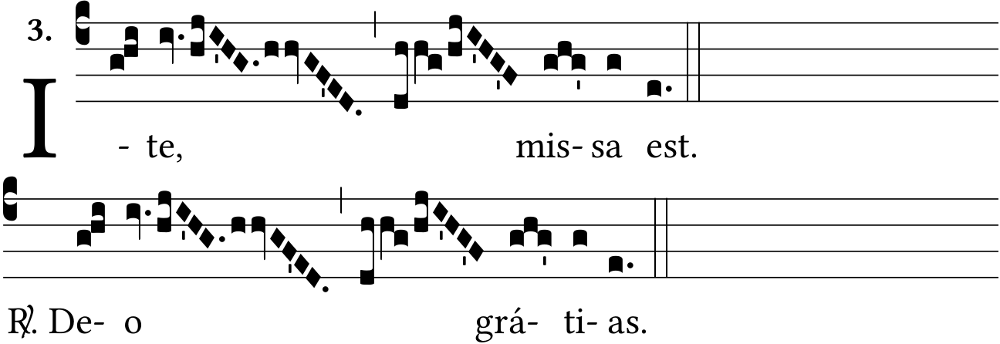 3.
I - te, mis- sa est.
℟. De- o grá- ti- as.